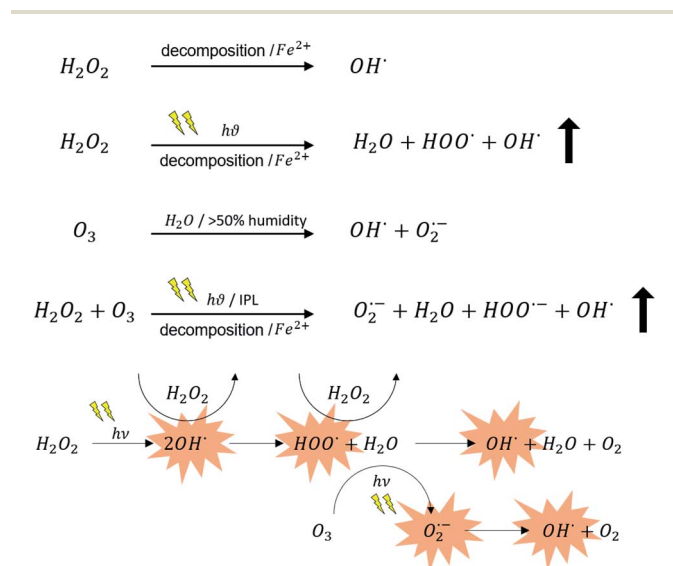 H₂O₂ decomposition / Fe²⁺ OH˙
H₂O₂ hϑ decomposition / Fe²⁺ H₂O + HOO˙ + OH˙
O₃ H₂O / >50% humidity OH˙ + O₂˙⁻
H₂O₂ + O₃ hϑ / IPL decomposition / Fe²⁺ O₂˙⁻ + H₂O + HOO˙⁻ + OH˙
H₂O₂ H₂O₂
H₂O₂ hν 2OH˙ HOO˙ + H₂O OH˙ + H₂O + O₂
hν
O₃ O₂˙⁻ OH˙ + O₂